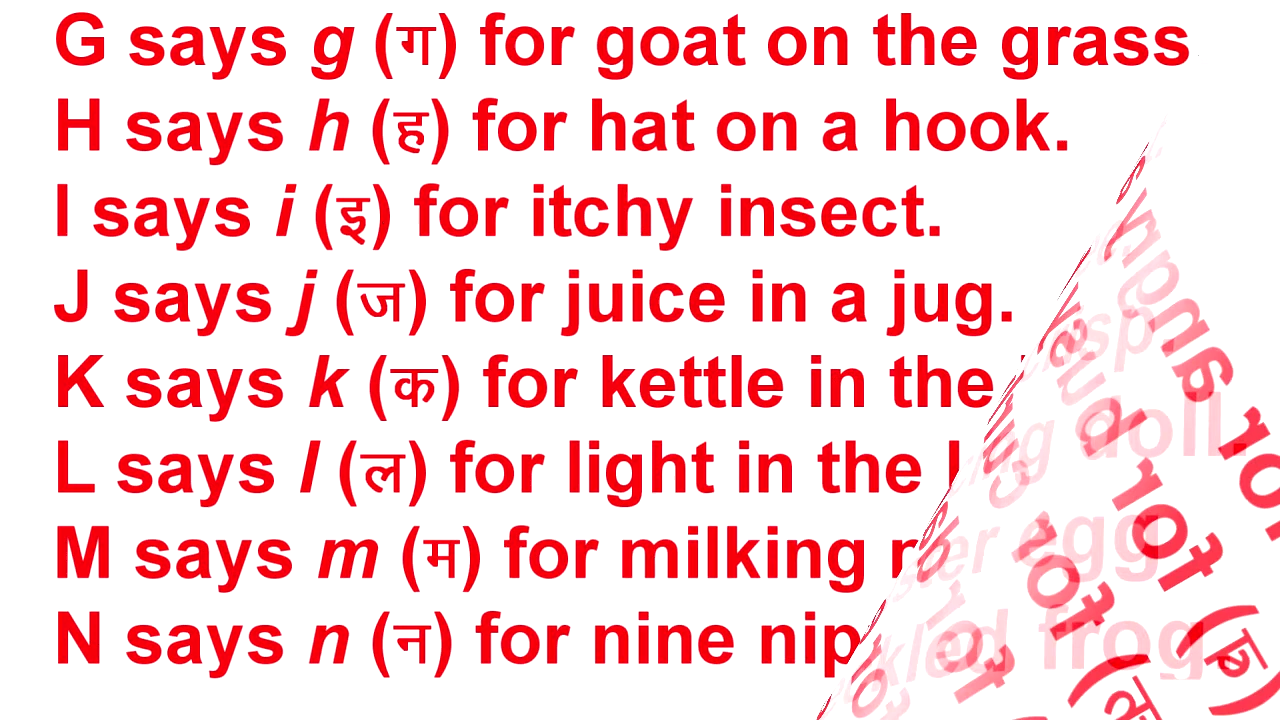 G says g (ग) for goat on the grass
H says h (ह) for hat on a hook.
I says i (इ) for itchy insect.
J says j (ज) for juice in a jug.
K says k (क) for kettle in the
L says l (ल) for light in the
M says m (म) for milking
N says n (न) for nine